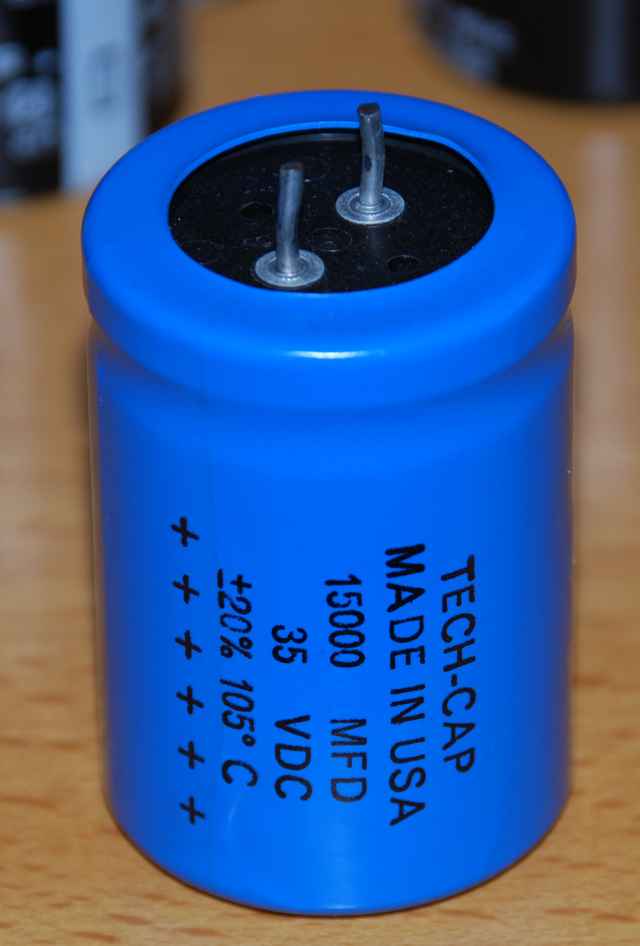 TECH-CAP
MADE IN USA
15000 MFD
35 VDC
±20% 105° C
+ + + + + +